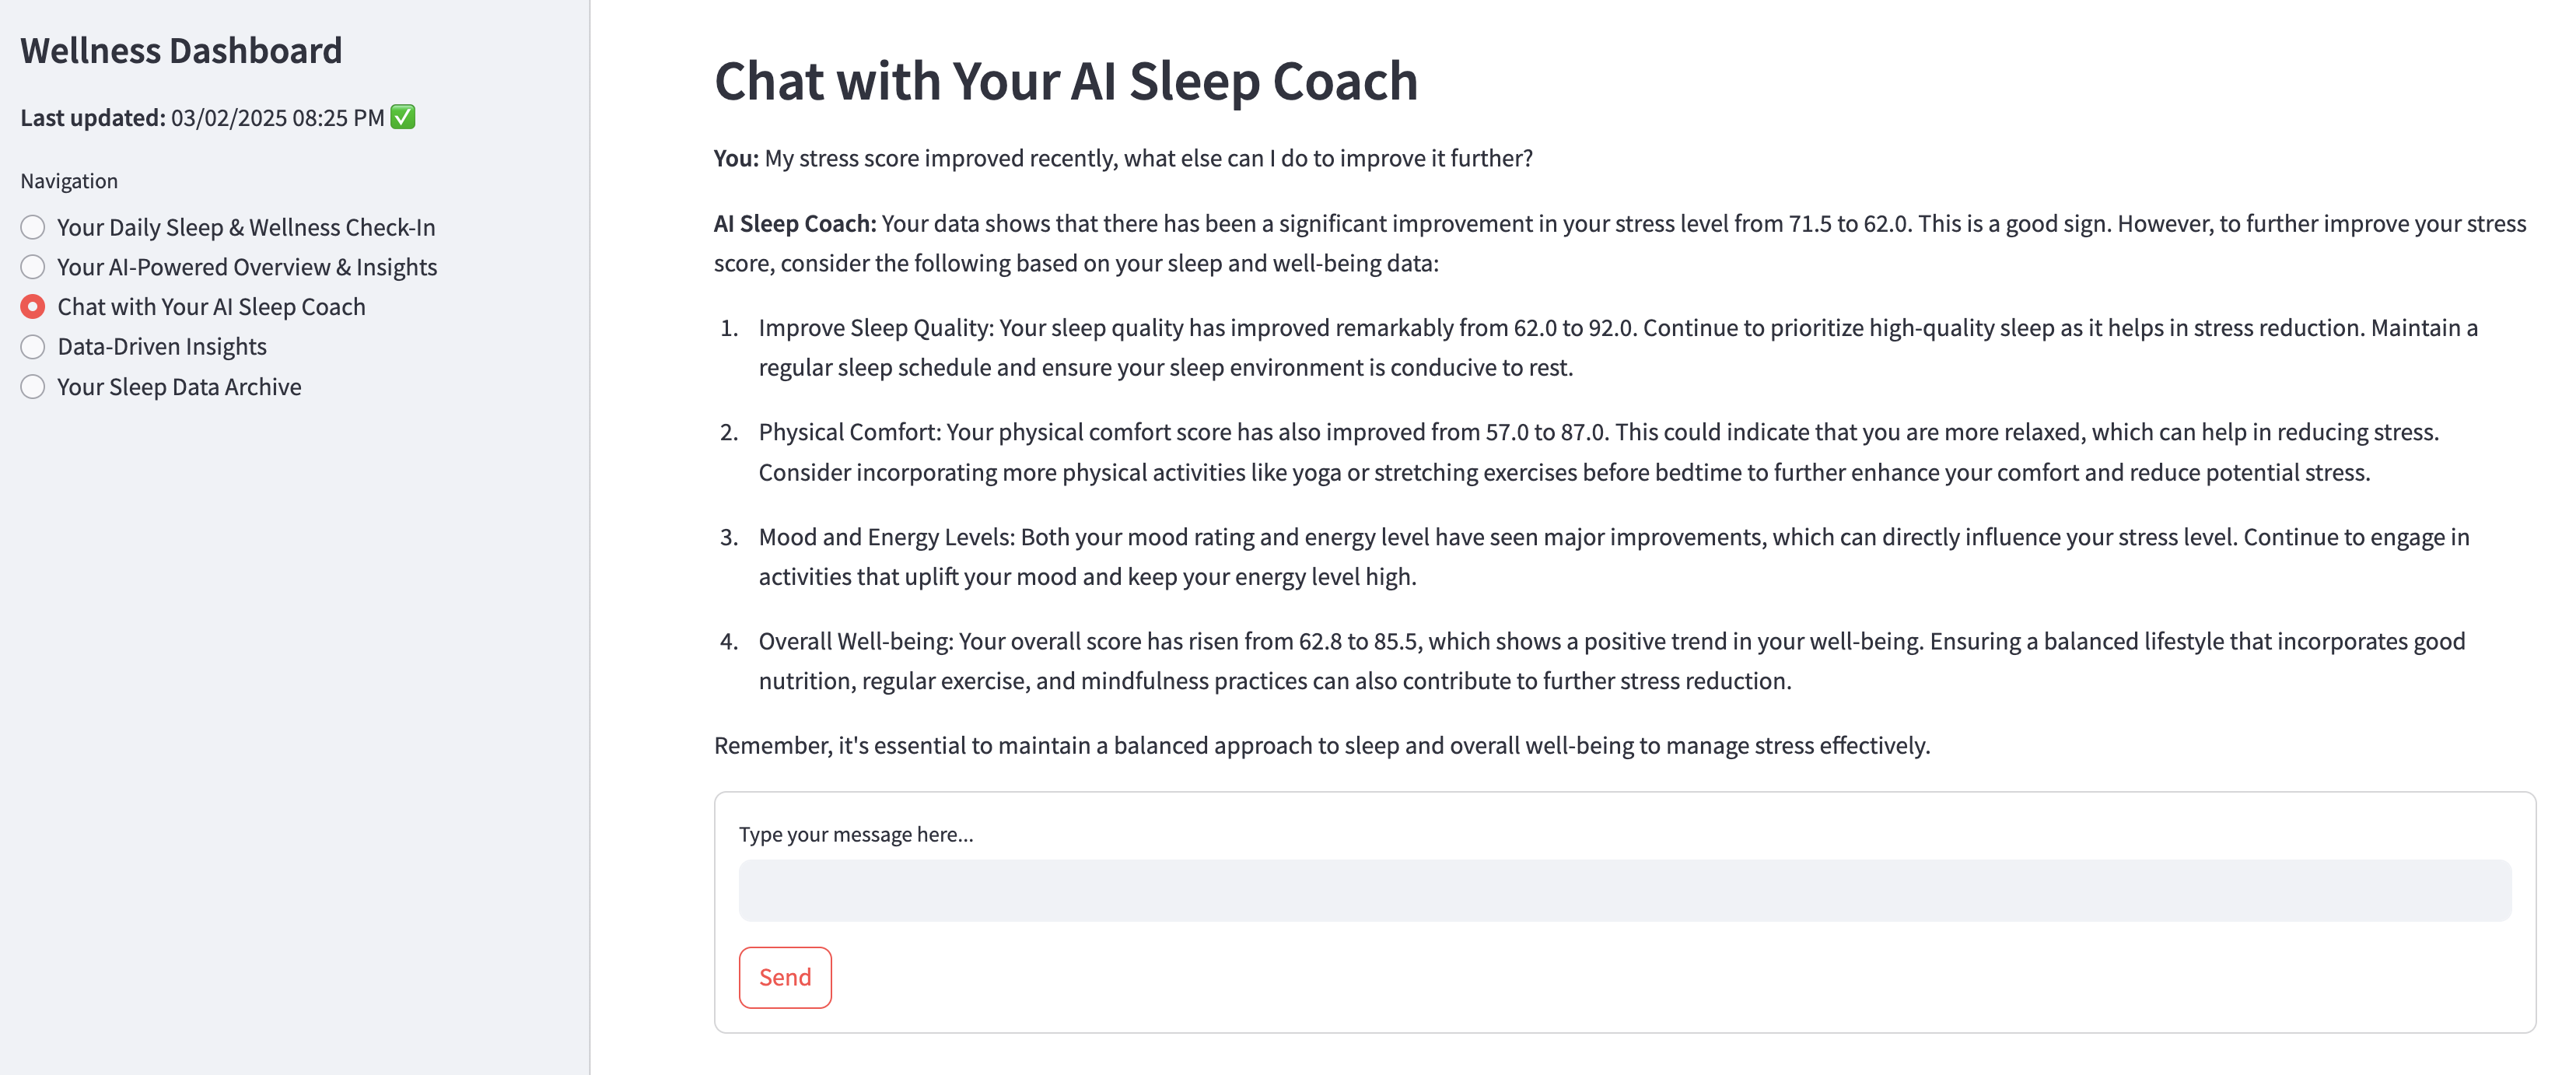 Wellness Dashboard
Last updated: 03/02/2025 08:25 PM ✅
Navigation
Your Daily Sleep & Wellness Check-In
Your AI-Powered Overview & Insights
Chat with Your AI Sleep Coach
Data-Driven Insights
Your Sleep Data Archive
Chat with Your AI Sleep Coach
You: My stress score improved recently, what else can I do to improve it further?
AI Sleep Coach: Your data shows that there has been a significant improvement in your stress level from 71.5 to 62.0. This is a good sign. However, to further improve your stress
score, consider the following based on your sleep and well-being data:
1. Improve Sleep Quality: Your sleep quality has improved remarkably from 62.0 to 92.0. Continue to prioritize high-quality sleep as it helps in stress reduction. Maintain a
regular sleep schedule and ensure your sleep environment is conducive to rest.
2. Physical Comfort: Your physical comfort score has also improved from 57.0 to 87.0. This could indicate that you are more relaxed, which can help in reducing stress.
Consider incorporating more physical activities like yoga or stretching exercises before bedtime to further enhance your comfort and reduce potential stress.
3. Mood and Energy Levels: Both your mood rating and energy level have seen major improvements, which can directly influence your stress level. Continue to engage in
activities that uplift your mood and keep your energy level high.
4. Overall Well-being: Your overall score has risen from 62.8 to 85.5, which shows a positive trend in your well-being. Ensuring a balanced lifestyle that incorporates good
nutrition, regular exercise, and mindfulness practices can also contribute to further stress reduction.
Remember, it's essential to maintain a balanced approach to sleep and overall well-being to manage stress effectively.
Type your message here...
Send